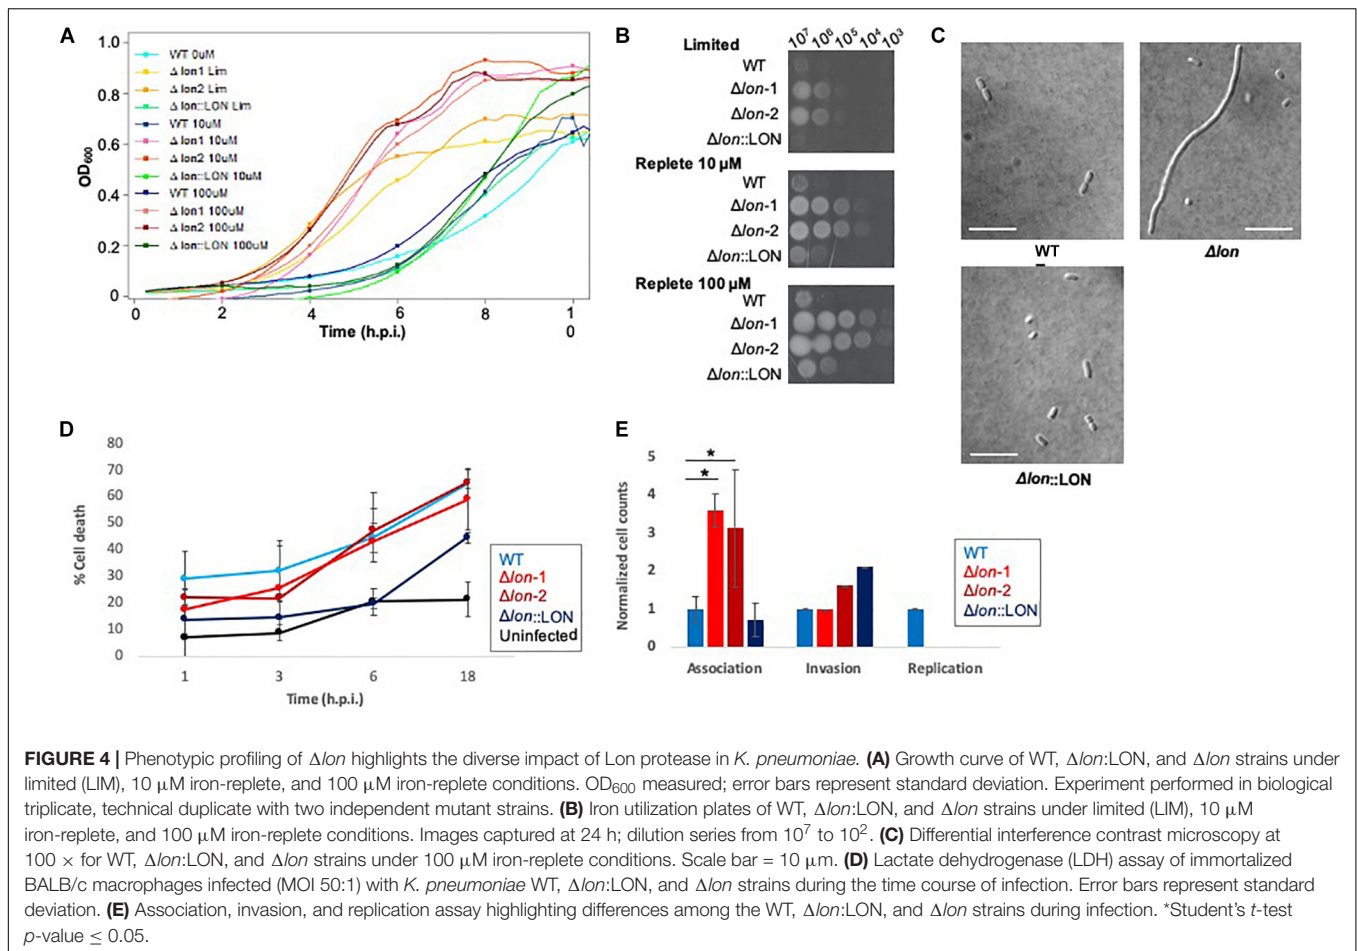 A
1.0
0.8
0.6
0.4
0.2
0
OD600
WT 0uM
Δ lon1 Lim
Δ lon2 Lim
Δ lon::LON Lim
WT 10uM
Δ lon1 10uM
Δ lon2 10uM
Δ lon::LON 10uM
WT 100uM
Δ lon1 100uM
Δ lon2 100uM
Δ lon::LON 100uM
0 2 4 6 8 1
0
Time (h.p.i.)
B
10⁷ 10⁶ 10⁵ 10⁴ 10³
Limited
WT
Δlon-1
Δlon-2
Δlon::LON
Replete 10 μM
WT
Δlon-1
Δlon-2
Δlon::LON
Replete 100 μM
WT
Δlon-1
Δlon-2
Δlon::LON
C
WT
Δlon
Δlon::LON
D
80
70
60
50
40
30
20
10
0
% Cell death
1 3 6 18
Time (h.p.i.)
WT
Δlon-1
Δlon-2
Δlon::LON
Uninfected
E
5
4
3
2
1
0
Normalized cell counts
* 
*
Association Invasion Replication
WT
Δlon-1
Δlon-2
Δlon::LON
FIGURE 4 | Phenotypic profiling of Δlon highlights the diverse impact of Lon protease in K. pneumoniae. (A) Growth curve of WT, Δlon:LON, and Δlon strains under
limited (LIM), 10 μM iron-replete, and 100 μM iron-replete conditions. OD600 measured; error bars represent standard deviation. Experiment performed in biological
triplicate, technical duplicate with two independent mutant strains. (B) Iron utilization plates of WT, Δlon:LON, and Δlon strains under limited (LIM), 10 μM
iron-replete, and 100 μM iron-replete conditions. Images captured at 24 h; dilution series from 10⁷ to 10². (C) Differential interference contrast microscopy at
100 × for WT, Δlon:LON, and Δlon strains under 100 μM iron-replete conditions. Scale bar = 10 μm. (D) Lactate dehydrogenase (LDH) assay of immortalized
BALB/c macrophages infected (MOI 50:1) with K. pneumoniae WT, Δlon:LON, and Δlon strains during the time course of infection. Error bars represent standard
deviation. (E) Association, invasion, and replication assay highlighting differences among the WT, Δlon:LON, and Δlon strains during infection. *Student's t-test
p-value ≤ 0.05.